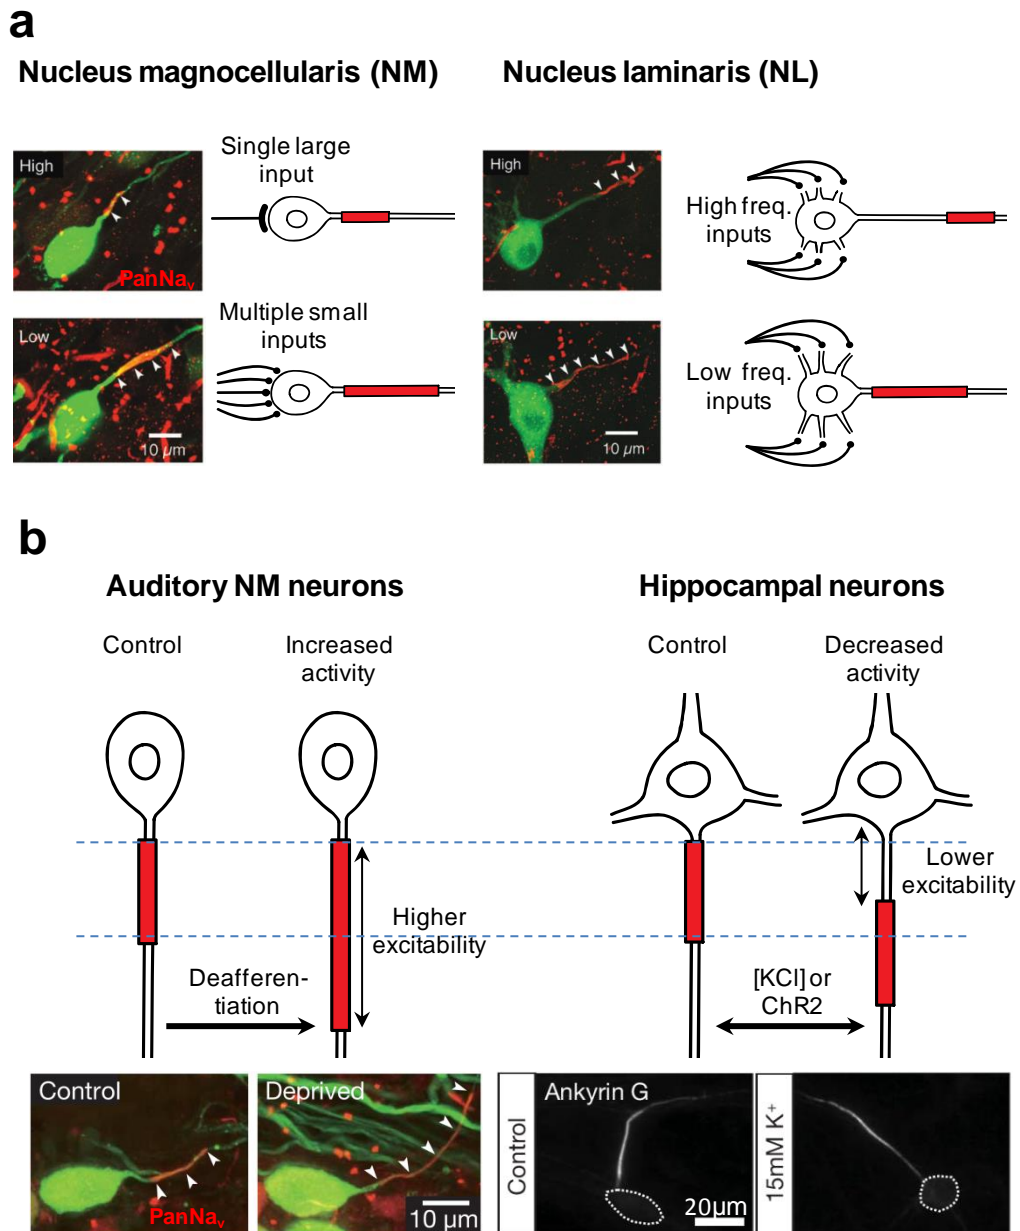 a
Nucleus magnocellularis (NM)
Nucleus laminaris (NL)
High
PanNav
Single large
input
Low
10 µm
Multiple small
inputs
High
High freq.
inputs
Low
10 µm
Low freq.
inputs
b
Auditory NM neurons
Hippocampal neurons
Control
Increased
activity
Control
Decreased
activity
Higher
excitability
Lower
excitability
Deafferen-
tiation
[KCl] or
ChR2
Control
PanNav
Deprived
10 µm
Control
Ankyrin G
20µm
15mM K+